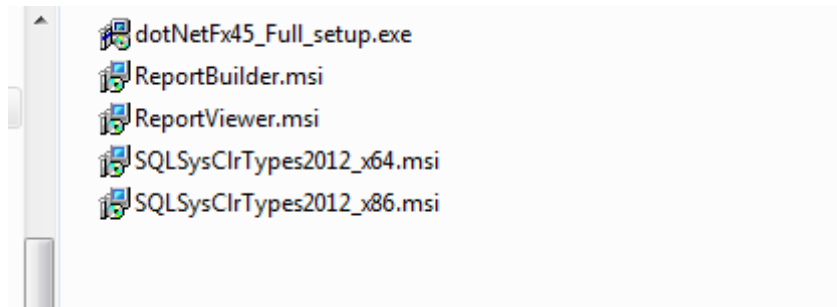 dotNetFx45_Full_setup.exe
ReportBuilder.msi
ReportViewer.msi
SQLSysClrTypes2012_x64.msi
SQLSysClrTypes2012_x86.msi